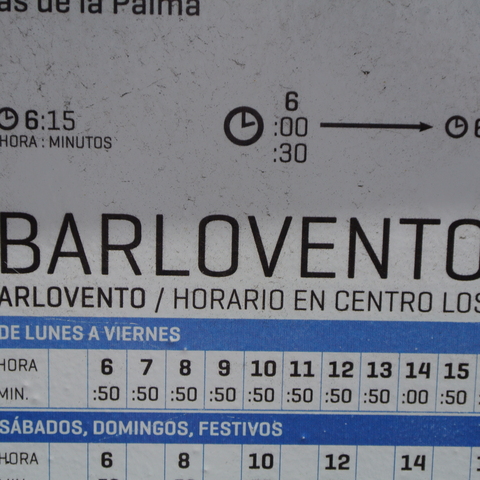 as de la Palma
6:15
HORA : MINUTOS
6
:00
:30
BARLOVENTO
ARLOVENTO / HORARIO EN CENTRO LOS
DE LUNES A VIERNES
HORA 6 7 8 9 10 11 12 13 14 15
MIN. :50 :50 :50 :50 :50 :50 :50 :50 :00 :50
SÁBADOS, DOMINGOS, FESTIVOS
HORA 6 8 10 12 14